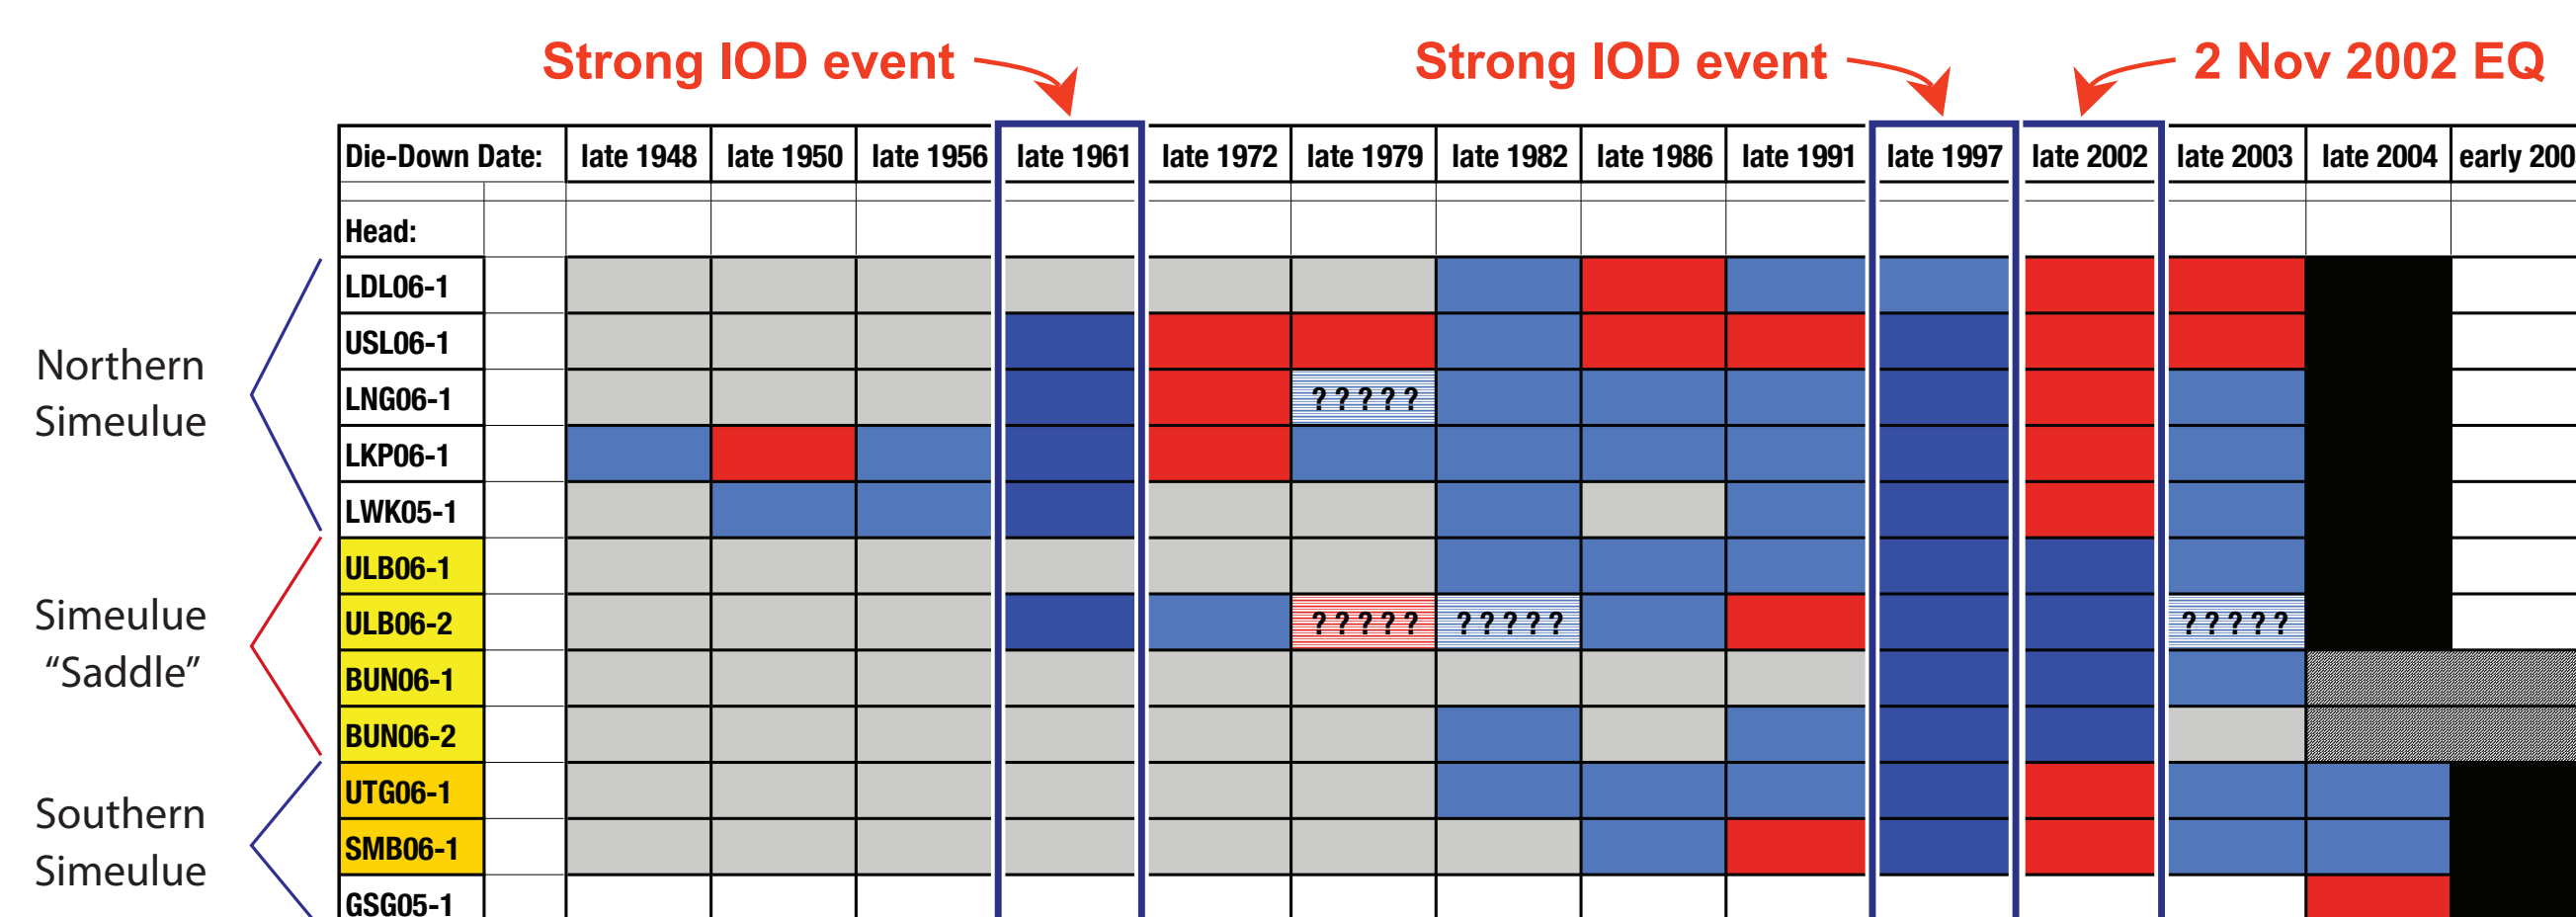 Strong IOD event Strong IOD event 2 Nov 2002 EQ
Die-Down Date: late 1948 late 1950 late 1956 late 1961 late 1972 late 1979 late 1982 late 1986 late 1991 late 1997 late 2002 late 2003 late 2004 early 200
Head:
LDL06-1
USL06-1
Northern
Simeulue
LNG06-1 ? ? ? ? ?
LKP06-1
LWK05-1
ULB06-1
Simeulue
“Saddle”
ULB06-2 ? ? ? ? ? ? ? ? ? ? ? ? ? ? ?
BUN06-1
BUN06-2
UTG06-1
Southern
Simeulue
SMB06-1
GSG05-1